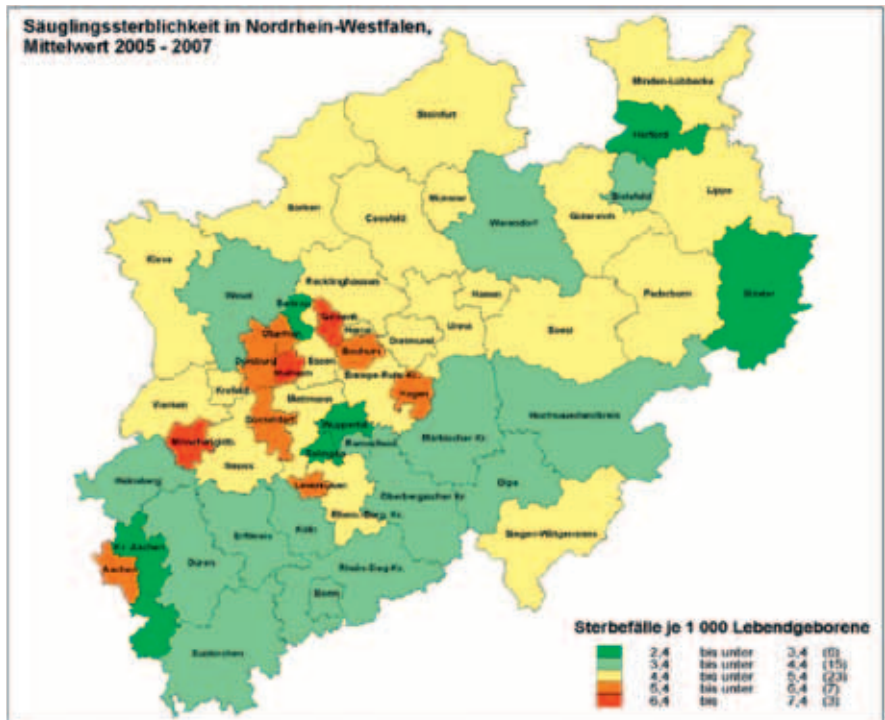 Säuglingssterblichkeit in Nordrhein-Westfalen,
Mittelwert 2005 - 2007
Minden-Lübbecke
Steinfurt
Herford
Bielefeld
Lippe
Borken
Coesfeld
Münster
Warendorf
Gütersloh
Kleve
Wesel
Recklinghausen
Bottrop
Hamm
Paderborn
Höxter
Oberhsn.
Gelsenk.
Herne
Dortmund
Unna
Soest
Duisburg
Essen
Bochum
Mülheim
Ennepe-Ruhr-Kr.
Hagen
Krefeld
Mettmann
Viersen
Düsseldorf
Wuppertal
Hochsauerlandkreis
Mönchengladb.
Remscheid
Märkischer Kr.
Neuss
Solingen
Heinsberg
Leverkusen
Olpe
Oberbergischer Kr.
Rhein.-Berg. Kr.
Siegen-Wittgenstein
Kr. Aachen
Erftkreis
Köln
Aachen
Düren
Rhein-Sieg-Kr.
Bonn
Euskirchen
Sterbefälle je 1 000 Lebendgeborene
2,4 bis unter 3,4 (6)
3,4 bis unter 4,4 (15)
4,4 bis unter 5,4 (23)
5,4 bis unter 6,4 (7)
6,4 bis 7,4 (3)